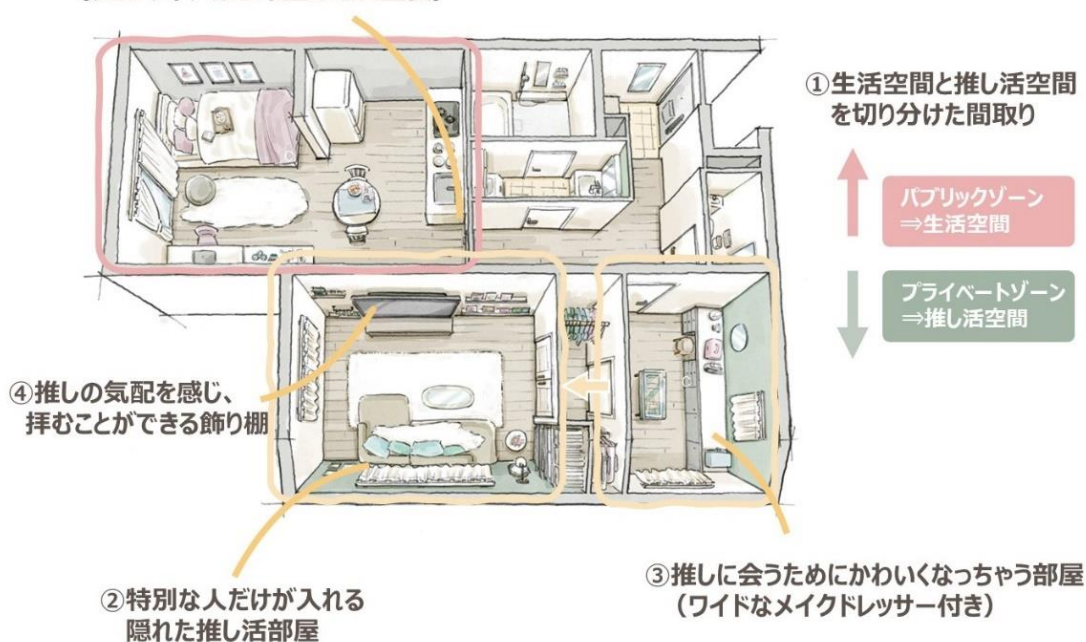 ①生活空間と推し活空間
を切り分けた間取り
パブリックゾーン
⇒生活空間
プライベートゾーン
⇒推し活空間
④推しの気配を感じ、
拝むことができる飾り棚
②特別な人だけが入れる
隠れた推し活部屋
③推しに会うためにかわいくなっちゃう部屋
（ワイドなメイクドレッサー付き）